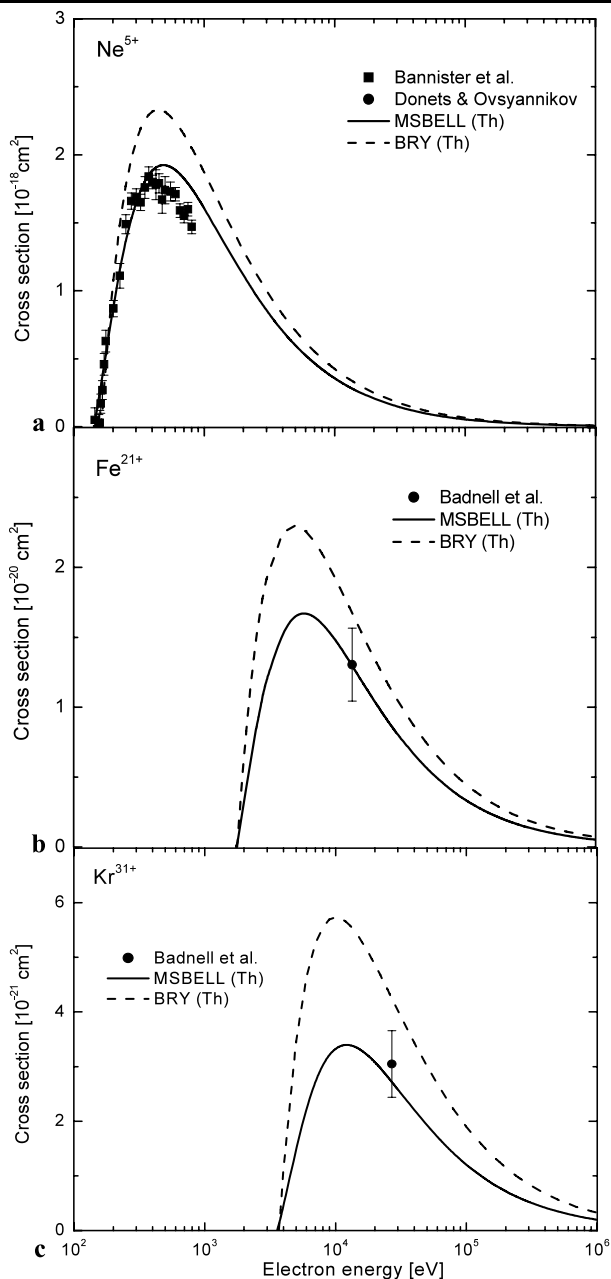 3
Ne5+
Bannister et al.
Donets & Ovsyannikov
MSBELL (Th)
BRY (Th)
2
Cross section [10-18cm2]
1
0
a
Fe21+
Badnell et al.
MSBELL (Th)
BRY (Th)
2
Cross section [10-20 cm2]
1
0
b
Kr31+
6
Badnell et al.
MSBELL (Th)
BRY (Th)
4
Cross section [10-21 cm2]
2
0
c
102 103 104 105 106
Electron energy [eV]